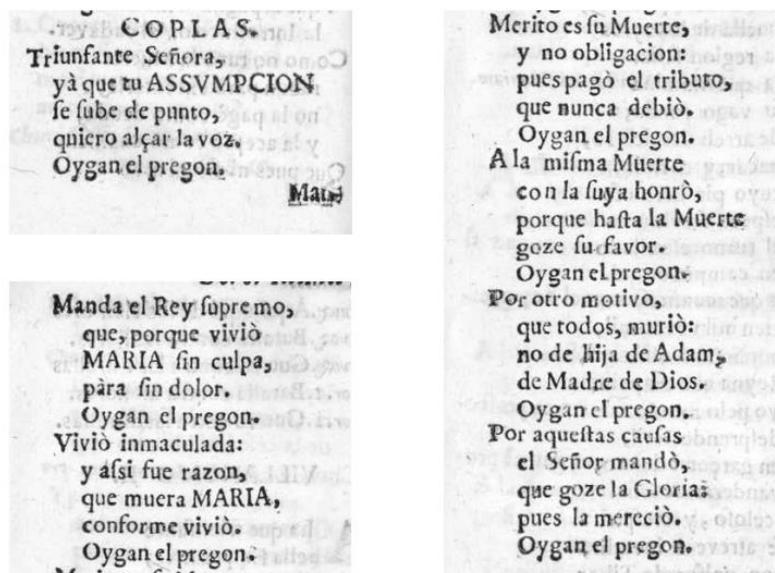 COPLAS.
Triunfante Señora,
yà que tu ASSVMPCION
ſe ſube de punto,
quiero alçar la voz.
Oygan el pregon.
Manda el Rey ſupremo,
que, porque viviò
MARIA ſin culpa,
pàra ſin dolor.
Oygan el pregon.
Viviò inmaculada:
y aſsi fue razon,
que muera MARIA,
conforme viviò.
Oygan el pregon.
Merito es ſu Muerte,
y no obligacion:
pues pagò el tributo,
que nunca debiò.
Oygan el pregon.
A la miſma Muerte
con la ſuya honrò,
porque haſta la Muerte
goze ſu favor.
Oygan el pregon.
Por otro motivo,
que todos, muriò:
no de hija de Adam,
de Madre de Dios.
Oygan el pregon.
Por aqueſtas cauſas
el Señor mandò,
que goze la Gloria:
pues la mereciò.
Oygan el pregon.